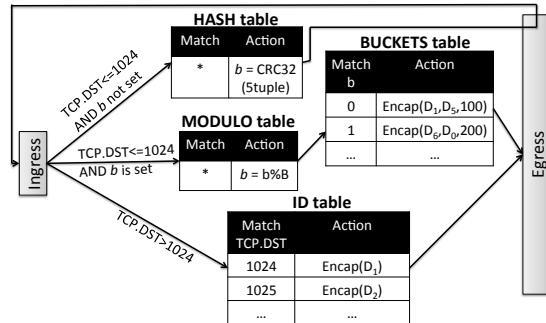 HASH table
Match Action
* b = CRC32
(5tuple)
BUCKETS table
Match Action
b
0 Encap(D1,D5,100)
1 Encap(D6,D0,200)
… …
TCP.DST<=1024
AND b not set
MODULO table
Match Action
* b = b%B
TCP.DST<=1024
AND b is set
Ingress
Egress
TCP.DST>1024
ID table
Match Action
TCP.DST
1024 Encap(D1)
1025 Encap(D2)
… …